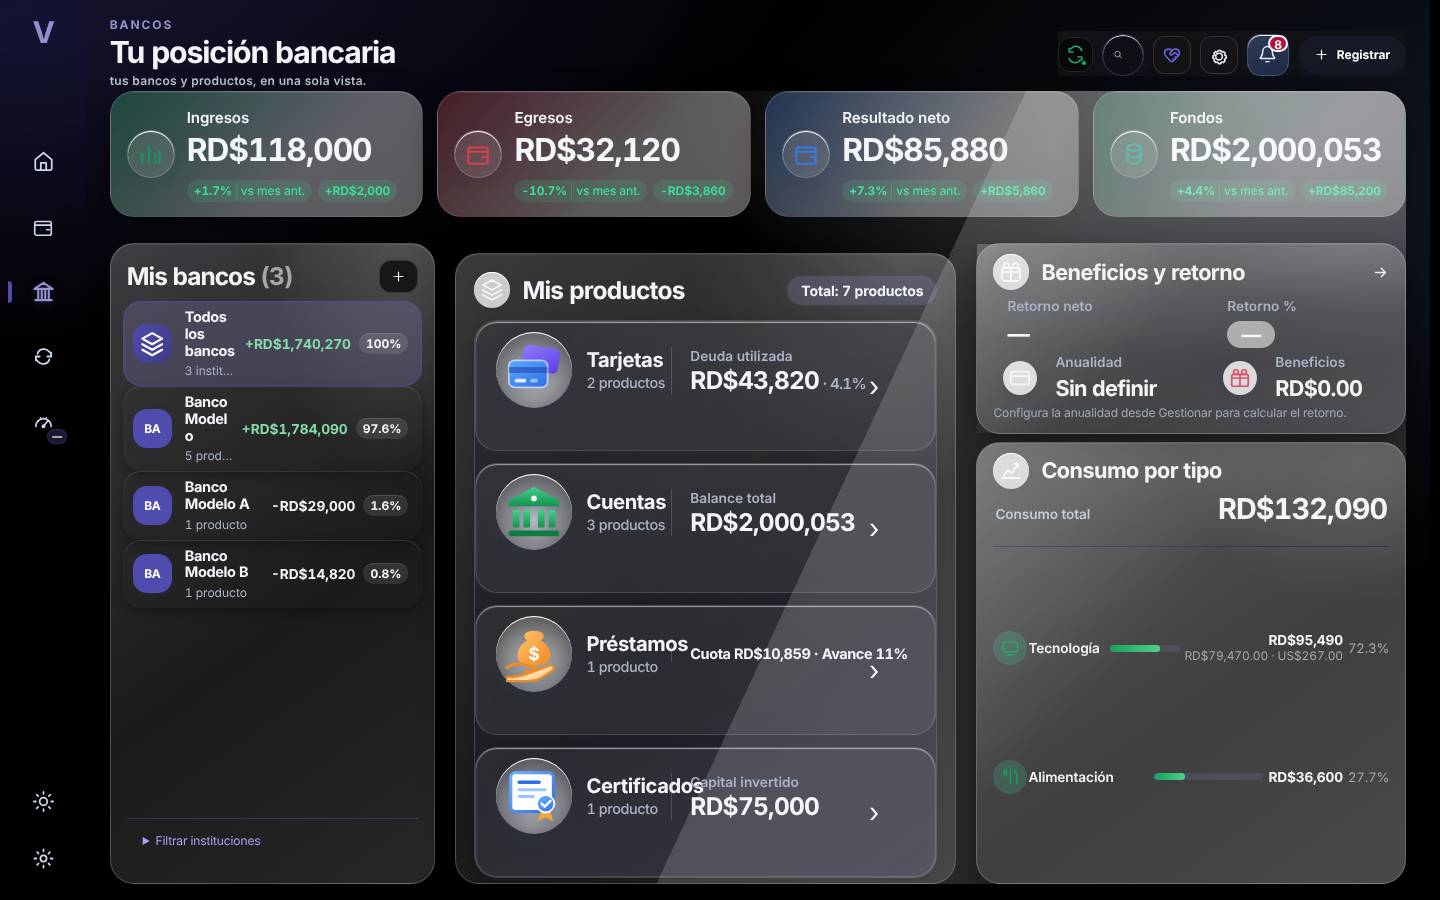 V
BANCOS
Tu posición bancaria
tus bancos y productos, en una sola vista.
8
+ Registrar
Ingresos
RD$118,000
+1.7% vs mes ant. +RD$2,000
Egresos
RD$32,120
-10.7% vs mes ant. -RD$3,860
Resultado neto
RD$85,880
+7.3% vs mes ant. +RD$5,860
Fondos
RD$2,000,053
+4.4% vs mes ant. +RD$85,200
Mis bancos (3)
+
Todos
los
bancos
3 instit...
+RD$1,740,270 100%
BA
Banco
Model
o
5 prod...
+RD$1,784,090 97.6%
BA
Banco
Modelo A
1 producto
-RD$29,000 1.6%
BA
Banco
Modelo B
1 producto
-RD$14,820 0.8%
▶ Filtrar instituciones
Mis productos
Total: 7 productos
Tarjetas
2 productos
Deuda utilizada
RD$43,820 · 4.1% ›
Cuentas
3 productos
Balance total
RD$2,000,053 ›
$
Préstamos
1 producto
Cuota RD$10,859 · Avance 11%
›
Certificados
1 producto
Capital invertido
RD$75,000 ›
Beneficios y retorno →
Retorno neto
—
Retorno %
—
Anualidad
Sin definir
Beneficios
RD$0.00
Configura la anualidad desde Gestionar para calcular el retorno.
Consumo por tipo
Consumo total RD$132,090
Tecnología
RD$95,490
RD$79,470.00 · US$267.00
72.3%
Alimentación RD$36,600 27.7%